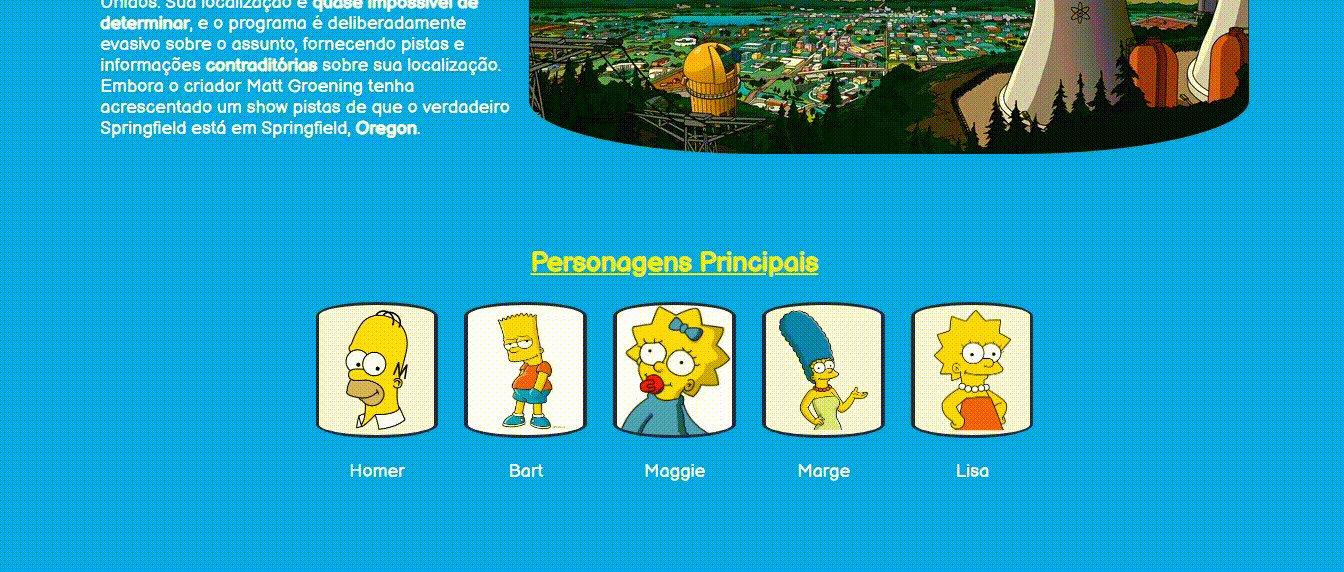 Unidos. Sua localização é quase impossível de
determinar, e o programa é deliberadamente
evasivo sobre o assunto, fornecendo pistas e
informações contraditórias sobre sua localização.
Embora o criador Matt Groening tenha
acrescentado um show pistas de que o verdadeiro
Springfield está em Springfield, Oregon.
Personagens Principais
Homer
Bart
Maggie
Marge
Lisa